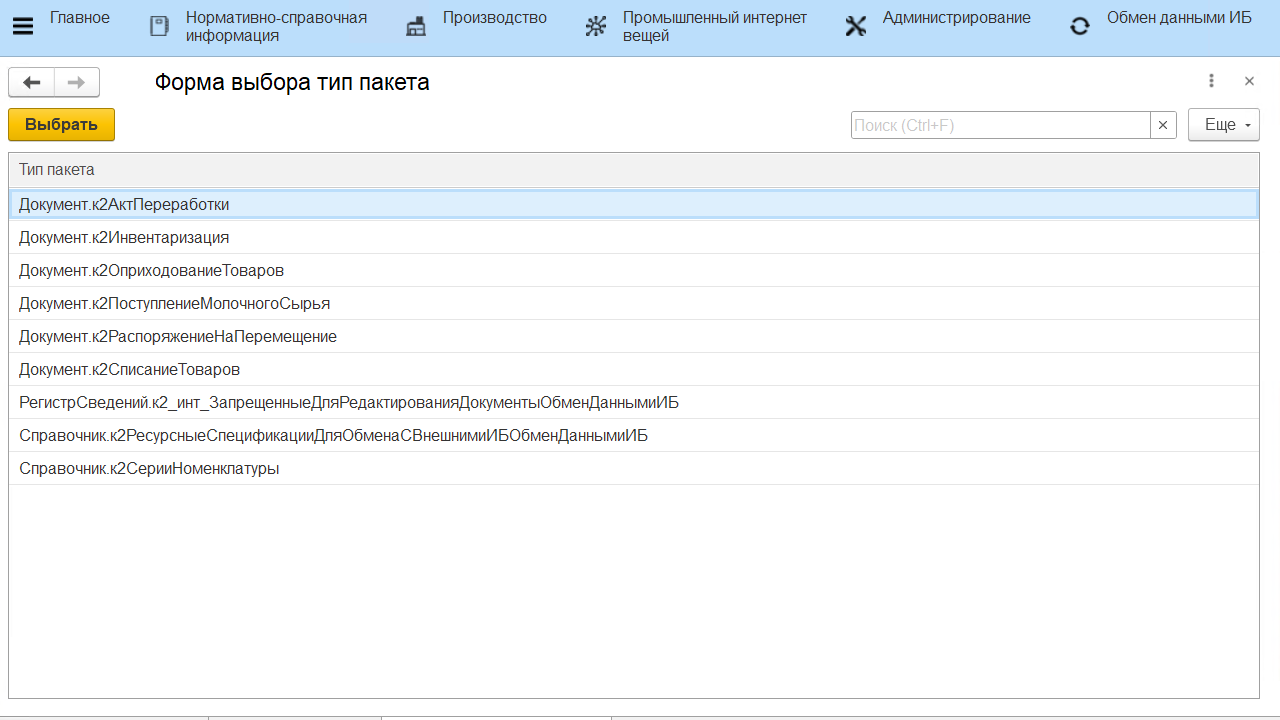 Главное
Нормативно-справочная
информация
Производство
Промышленный интернет
вещей
Администрирование
Обмен данными ИБ
Форма выбора тип пакета
Выбрать
Поиск (Ctrl+F)
Еще
Тип пакета
Документ.к2АктПереработки
Документ.к2Инвентаризация
Документ.к2ОприходованиеТоваров
Документ.к2ПоступлениеМолочногоСырья
Документ.к2РаспоряжениеНаПеремещение
Документ.к2СписаниеТоваров
РегистрСведений.к2_инт_ЗапрещенныеДляРедактированияДокументыОбменДаннымиИБ
Справочник.к2РесурсныеСпецификацииДляОбменаСВнешнимиИБОбменДаннымиИБ
Справочник.к2СерииНоменклатуры